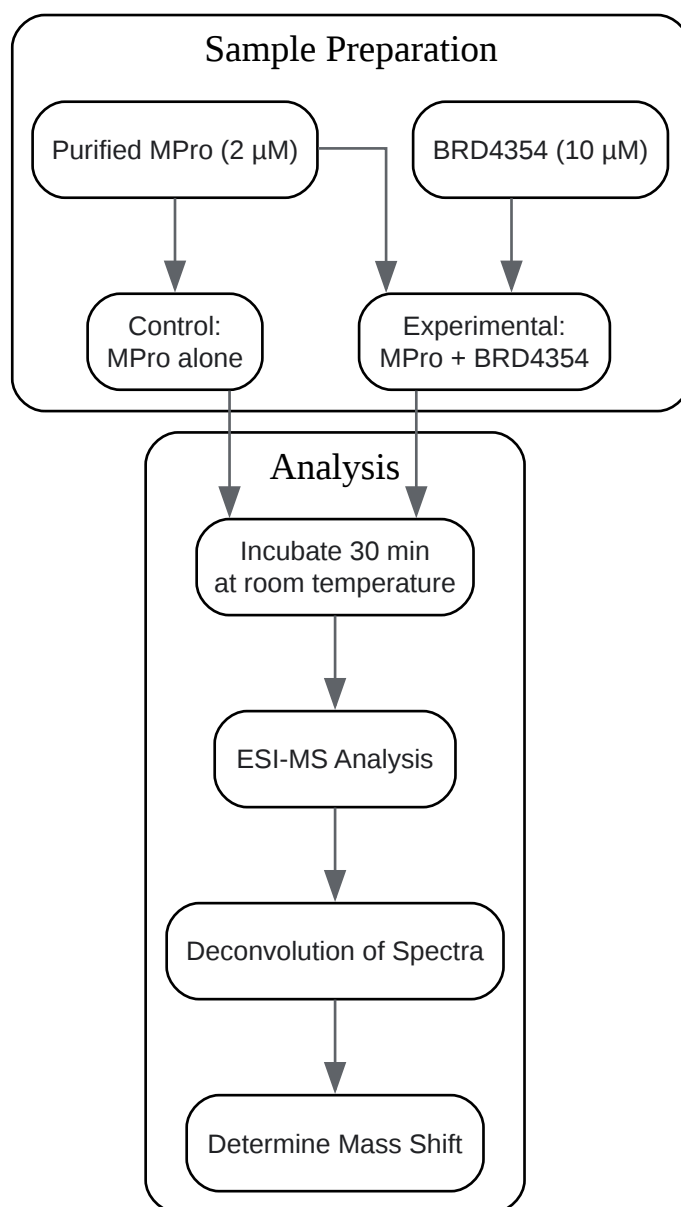 Sample Preparation
Purified MPro (2 µM)
BRD4354 (10 µM)
Control:
MPro alone
Experimental:
MPro + BRD4354
Analysis
Incubate 30 min
at room temperature
ESI-MS Analysis
Deconvolution of Spectra
Determine Mass Shift